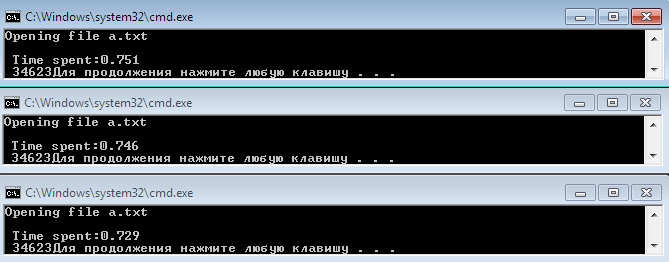 C:\Windows\system32\cmd.exe
Opening file a.txt
Time spent:0.751
34623Для продолжения нажмите любую клавишу . . .
C:\Windows\system32\cmd.exe
Opening file a.txt
Time spent:0.746
34623Для продолжения нажмите любую клавишу . . .
C:\Windows\system32\cmd.exe
Opening file a.txt
Time spent:0.729
34623Для продолжения нажмите любую клавишу . . .